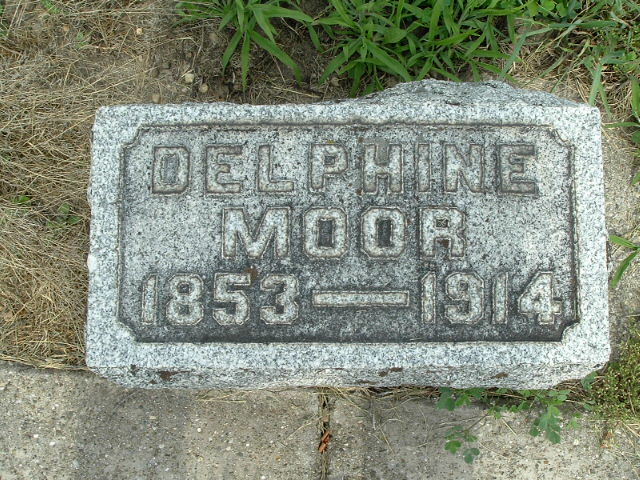 DELPHINE
MOOR
1853 — 1914